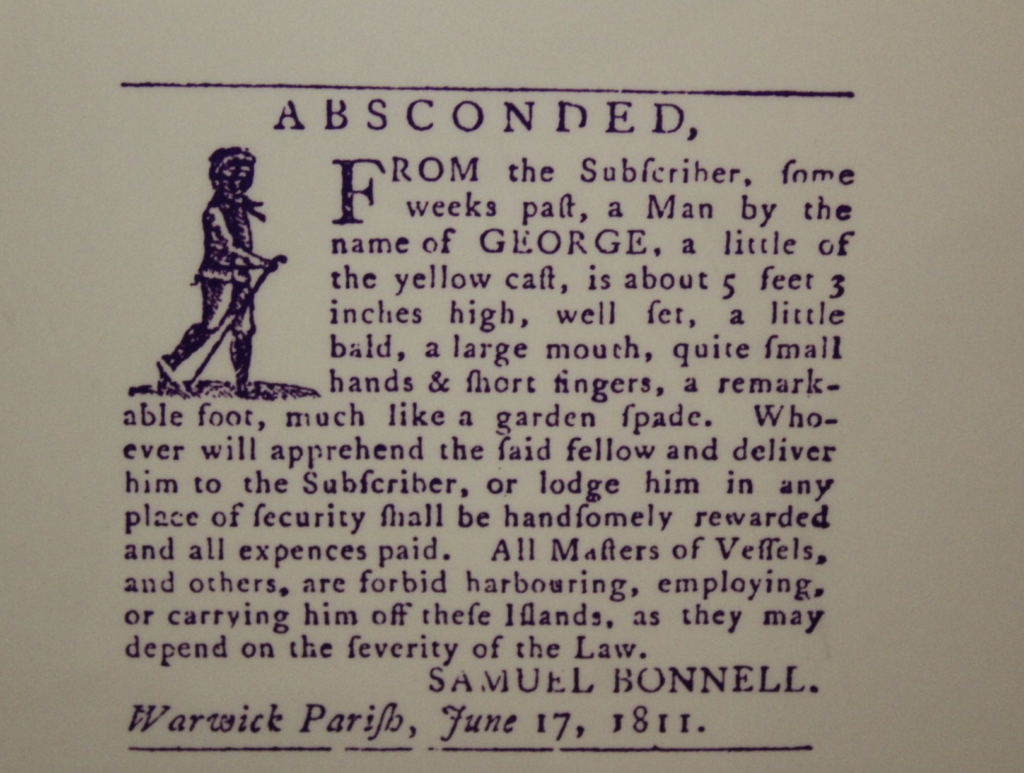 ABSCONDED,
FROM the Subſcriber, ſome
weeks paſt, a Man by the
name of GEORGE, a little of
the yellow caſt, is about 5 feet 3
inches high, well ſet, a little
bald, a large mouth, quite ſmall
hands & ſhort fingers, a remark-
able foot, much like a garden ſpade. Who-
ever will apprehend the ſaid fellow and deliver
him to the Subſcriber, or lodge him in any
place of ſecurity ſhall be handſomely rewarded
and all expences paid. All Maſters of Veſſels,
and others, are forbid harbouring, employing,
or carrying him off theſe Iſlands, as they may
depend on the ſeverity of the Law.
SAMUEL BONNELL.
Warwick Pariſh, June 17, 1811.